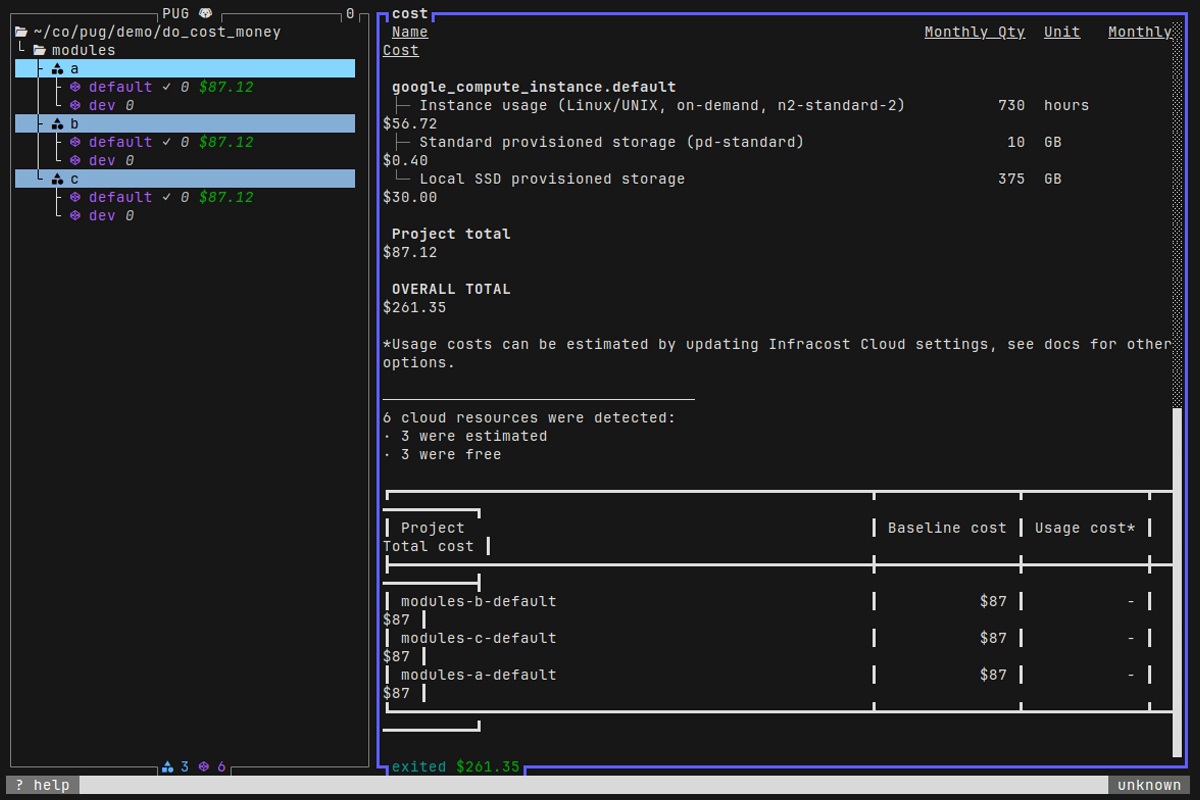 PUG 0
~/co/pug/demo/do_cost_money
modules
a
default ✓ 0 $87.12
dev 0
b
default ✓ 0 $87.12
dev 0
c
default ✓ 0 $87.12
dev 0
3 6
cost
Name Monthly Qty Unit Monthly
Cost
google_compute_instance.default
├─ Instance usage (Linux/UNIX, on-demand, n2-standard-2) 730 hours
$56.72
├─ Standard provisioned storage (pd-standard) 10 GB
$0.40
└─ Local SSD provisioned storage 375 GB
$30.00
Project total
$87.12
OVERALL TOTAL
$261.35
*Usage costs can be estimated by updating Infracost Cloud settings, see docs for other
options.
6 cloud resources were detected:
· 3 were estimated
· 3 were free
Project Baseline cost Usage cost*
Total cost
modules-b-default $87 -
$87
modules-c-default $87 -
$87
modules-a-default $87 -
$87
exited $261.35
? help unknown